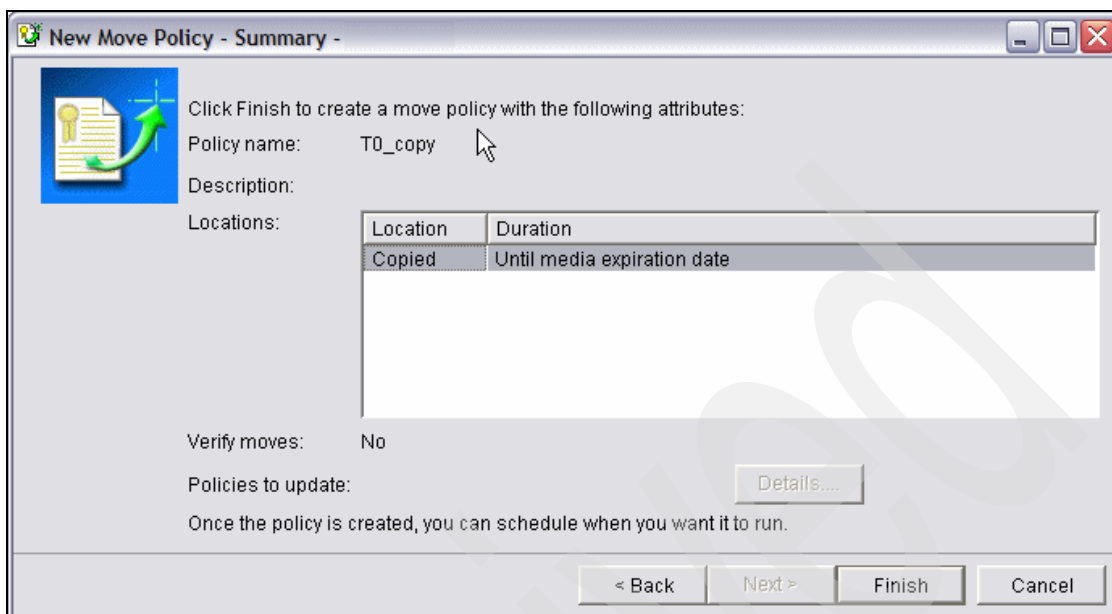 New Move Policy - Summary -
Click Finish to create a move policy with the following attributes:
Policy name: T0_copy
Description:
Locations:
Location Duration
Copied Until media expiration date
Verify moves: No
Policies to update: Details....
Once the policy is created, you can schedule when you want it to run.
< Back Next > Finish Cancel